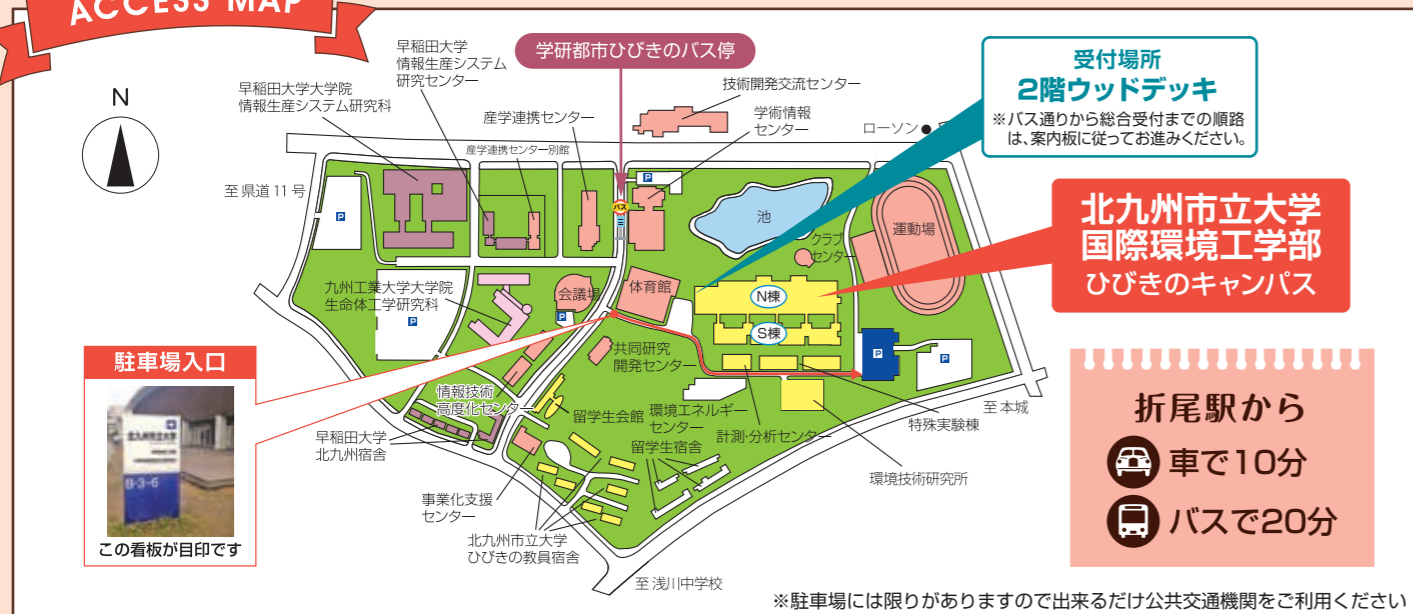 ACCESS MAP
N
早稲田大学
情報生産システム
研究センター
学研都市ひびきのバス停
早稲田大学大学院
情報生産システム研究科
産学連携センター
産学連携センター別館
技術開発交流センター
学術情報
センター
ローソン
受付場所
2階ウッドデッキ
※バス通りから総合受付までの順路
は、案内板に従ってお進みください。
至 県道 11 号
P
P
バス
池
クラブ
センター
運動場
北九州市立大学
国際環境工学部
ひびきのキャンパス
九州工業大学大学院
生命体工学研究科
P
会議場
P
体育館
N棟
S棟
P
P
駐車場入口
北九州市立大学
B-3-6
この看板が目印です
共同研究
開発センター
情報技術
高度化センター
早稲田大学
北九州宿舎
留学生会館
環境エネルギー
センター
留学生宿舎
計測・分析センター
特殊実験棟
至 本城
環境技術研究所
事業化支援
センター
北九州市立大学
ひびきの教員宿舎
至 浅川中学校
折尾駅から
車で10分
バスで20分
※駐車場には限りがありますので出来るだけ公共交通機関をご利用ください